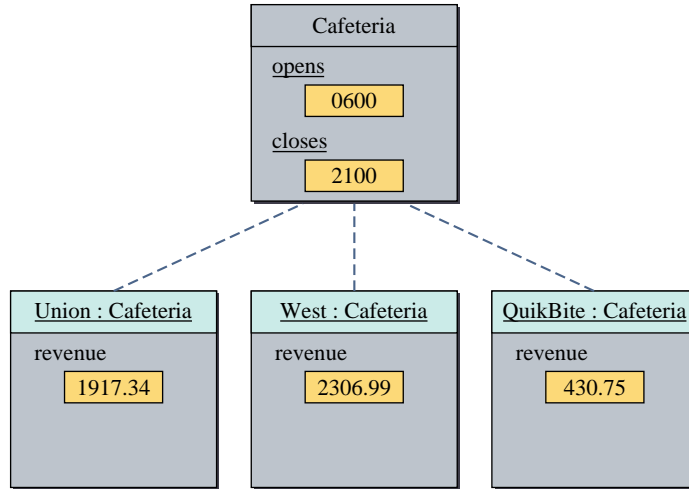 Cafeteria
opens
0600
closes
2100
Union : Cafeteria
West : Cafeteria
QuikBite : Cafeteria
revenue
revenue
revenue
1917.34
2306.99
430.75